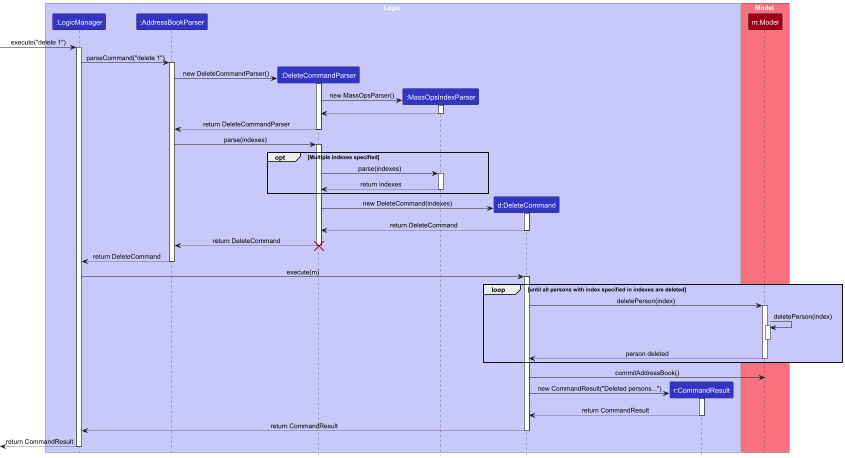 Logic
Model
:LogicManager
:AddressBookParser
m:Model
execute("delete 1")
parseCommand("delete 1")
new DeleteCommandParser()
:DeleteCommandParser
new MassOpsParser()
:MassOpsIndexParser
return DeleteCommandParser
parse(indexes)
opt
[Multiple indexes specified]
parse(indexes)
return indexes
new DeleteCommand(indexes)
d:DeleteCommand
return DeleteCommand
return DeleteCommand
return DeleteCommand
execute(m)
loop
[until all persons with index specified in indexes are deleted]
deletePerson(index)
deletePerson(index)
person deleted
commitAddressBook()
new CommandResult("Deleted persons...")
r:CommandResult
return CommandResult
return CommandResult
return CommandResult